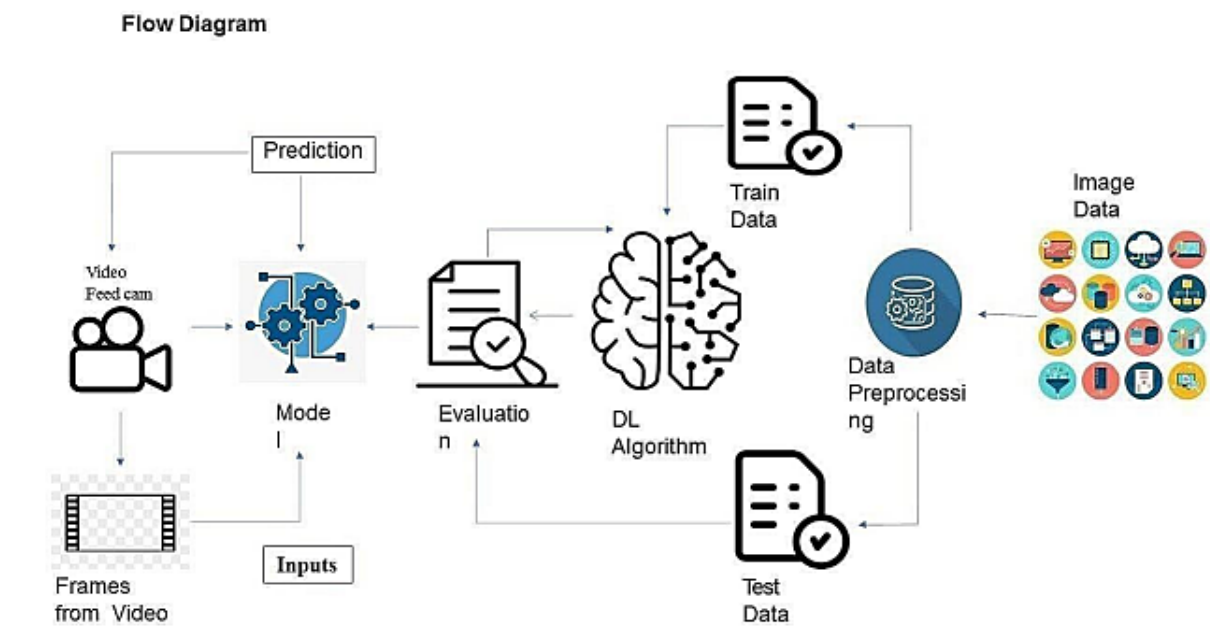 Flow Diagram
Prediction
Train
Data
Image
Data
Video
Feed cam
Data
Preprocessi
ng
Mode
l
Evaluatio
n
DL
Algorithm
Inputs
Frames
from Video
Test
Data